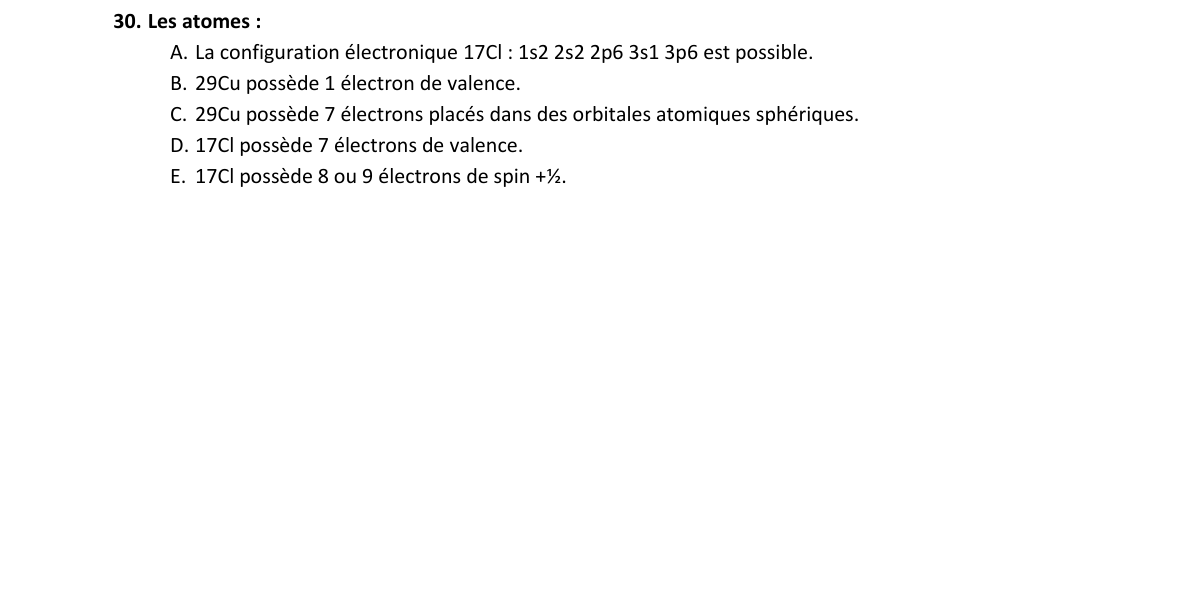 30. Les atomes :
A. La configuration électronique 17Cl : 1s2 2s2 2p6 3s1 3p6 est possible.
B. 29Cu possède 1 électron de valence.
C. 29Cu possède 7 électrons placés dans des orbitales atomiques sphériques.
D. 17Cl possède 7 électrons de valence.
E. 17Cl possède 8 ou 9 électrons de spin +½.